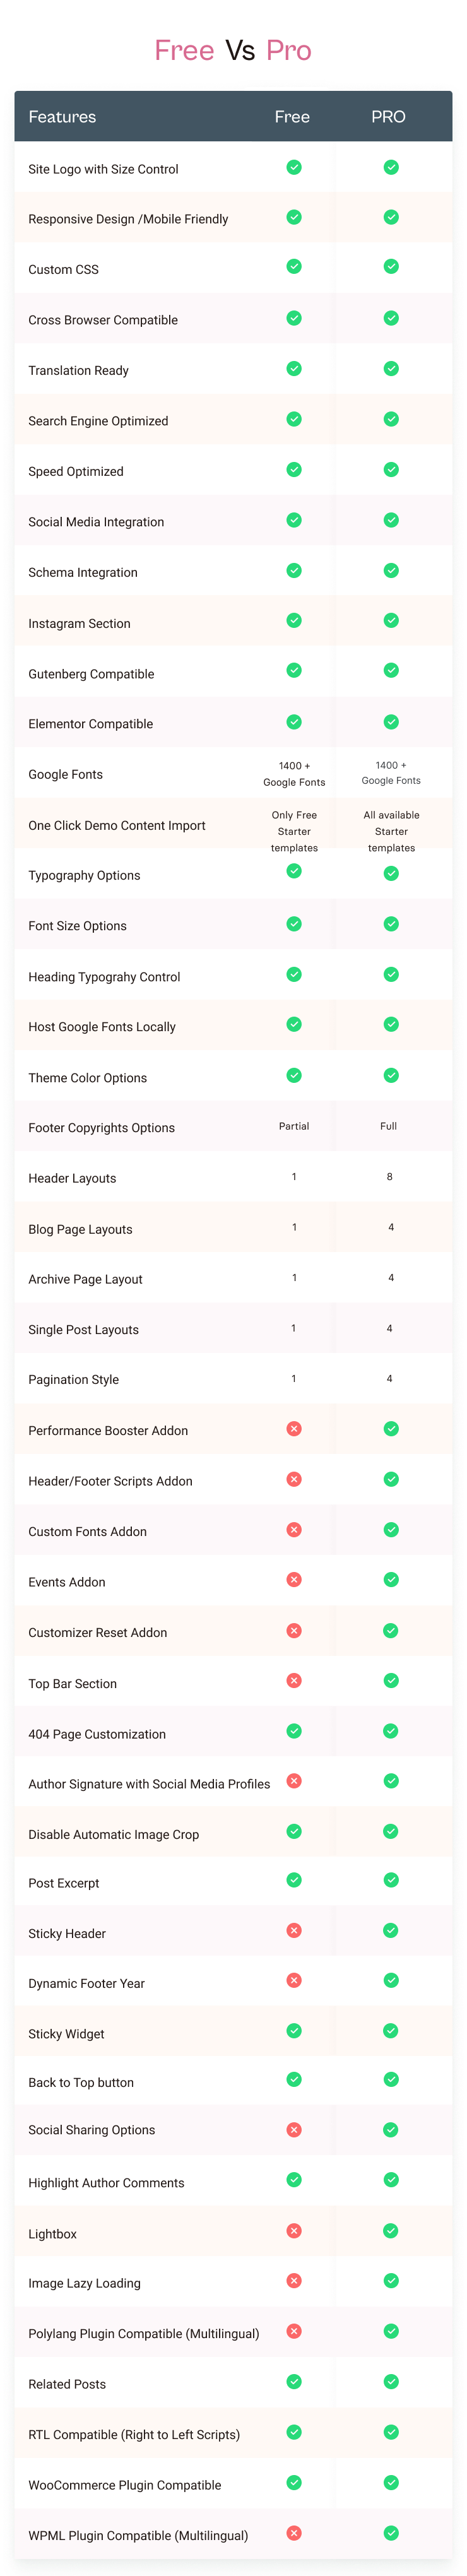 Free Vs Pro
Features Free PRO
Site Logo with Size Control
Responsive Design /Mobile Friendly
Custom CSS
Cross Browser Compatible
Translation Ready
Search Engine Optimized
Speed Optimized
Social Media Integration
Schema Integration
Instagram Section
Gutenberg Compatible
Elementor Compatible
Google Fonts 1400 + Google Fonts 1400 + Google Fonts
One Click Demo Content Import Only Free Starter templates All available Starter templates
Typography Options
Font Size Options
Heading Typograhy Control
Host Google Fonts Locally
Theme Color Options
Footer Copyrights Options Partial Full
Header Layouts 1 8
Blog Page Layouts 1 4
Archive Page Layout 1 4
Single Post Layouts 1 4
Pagination Style 1 4
Performance Booster Addon
Header/Footer Scripts Addon
Custom Fonts Addon
Events Addon
Customizer Reset Addon
Top Bar Section
404 Page Customization
Author Signature with Social Media Profiles
Disable Automatic Image Crop
Post Excerpt
Sticky Header
Dynamic Footer Year
Sticky Widget
Back to Top button
Social Sharing Options
Highlight Author Comments
Lightbox
Image Lazy Loading
Polylang Plugin Compatible (Multilingual)
Related Posts
RTL Compatible (Right to Left Scripts)
WooCommerce Plugin Compatible
WPML Plugin Compatible (Multilingual)